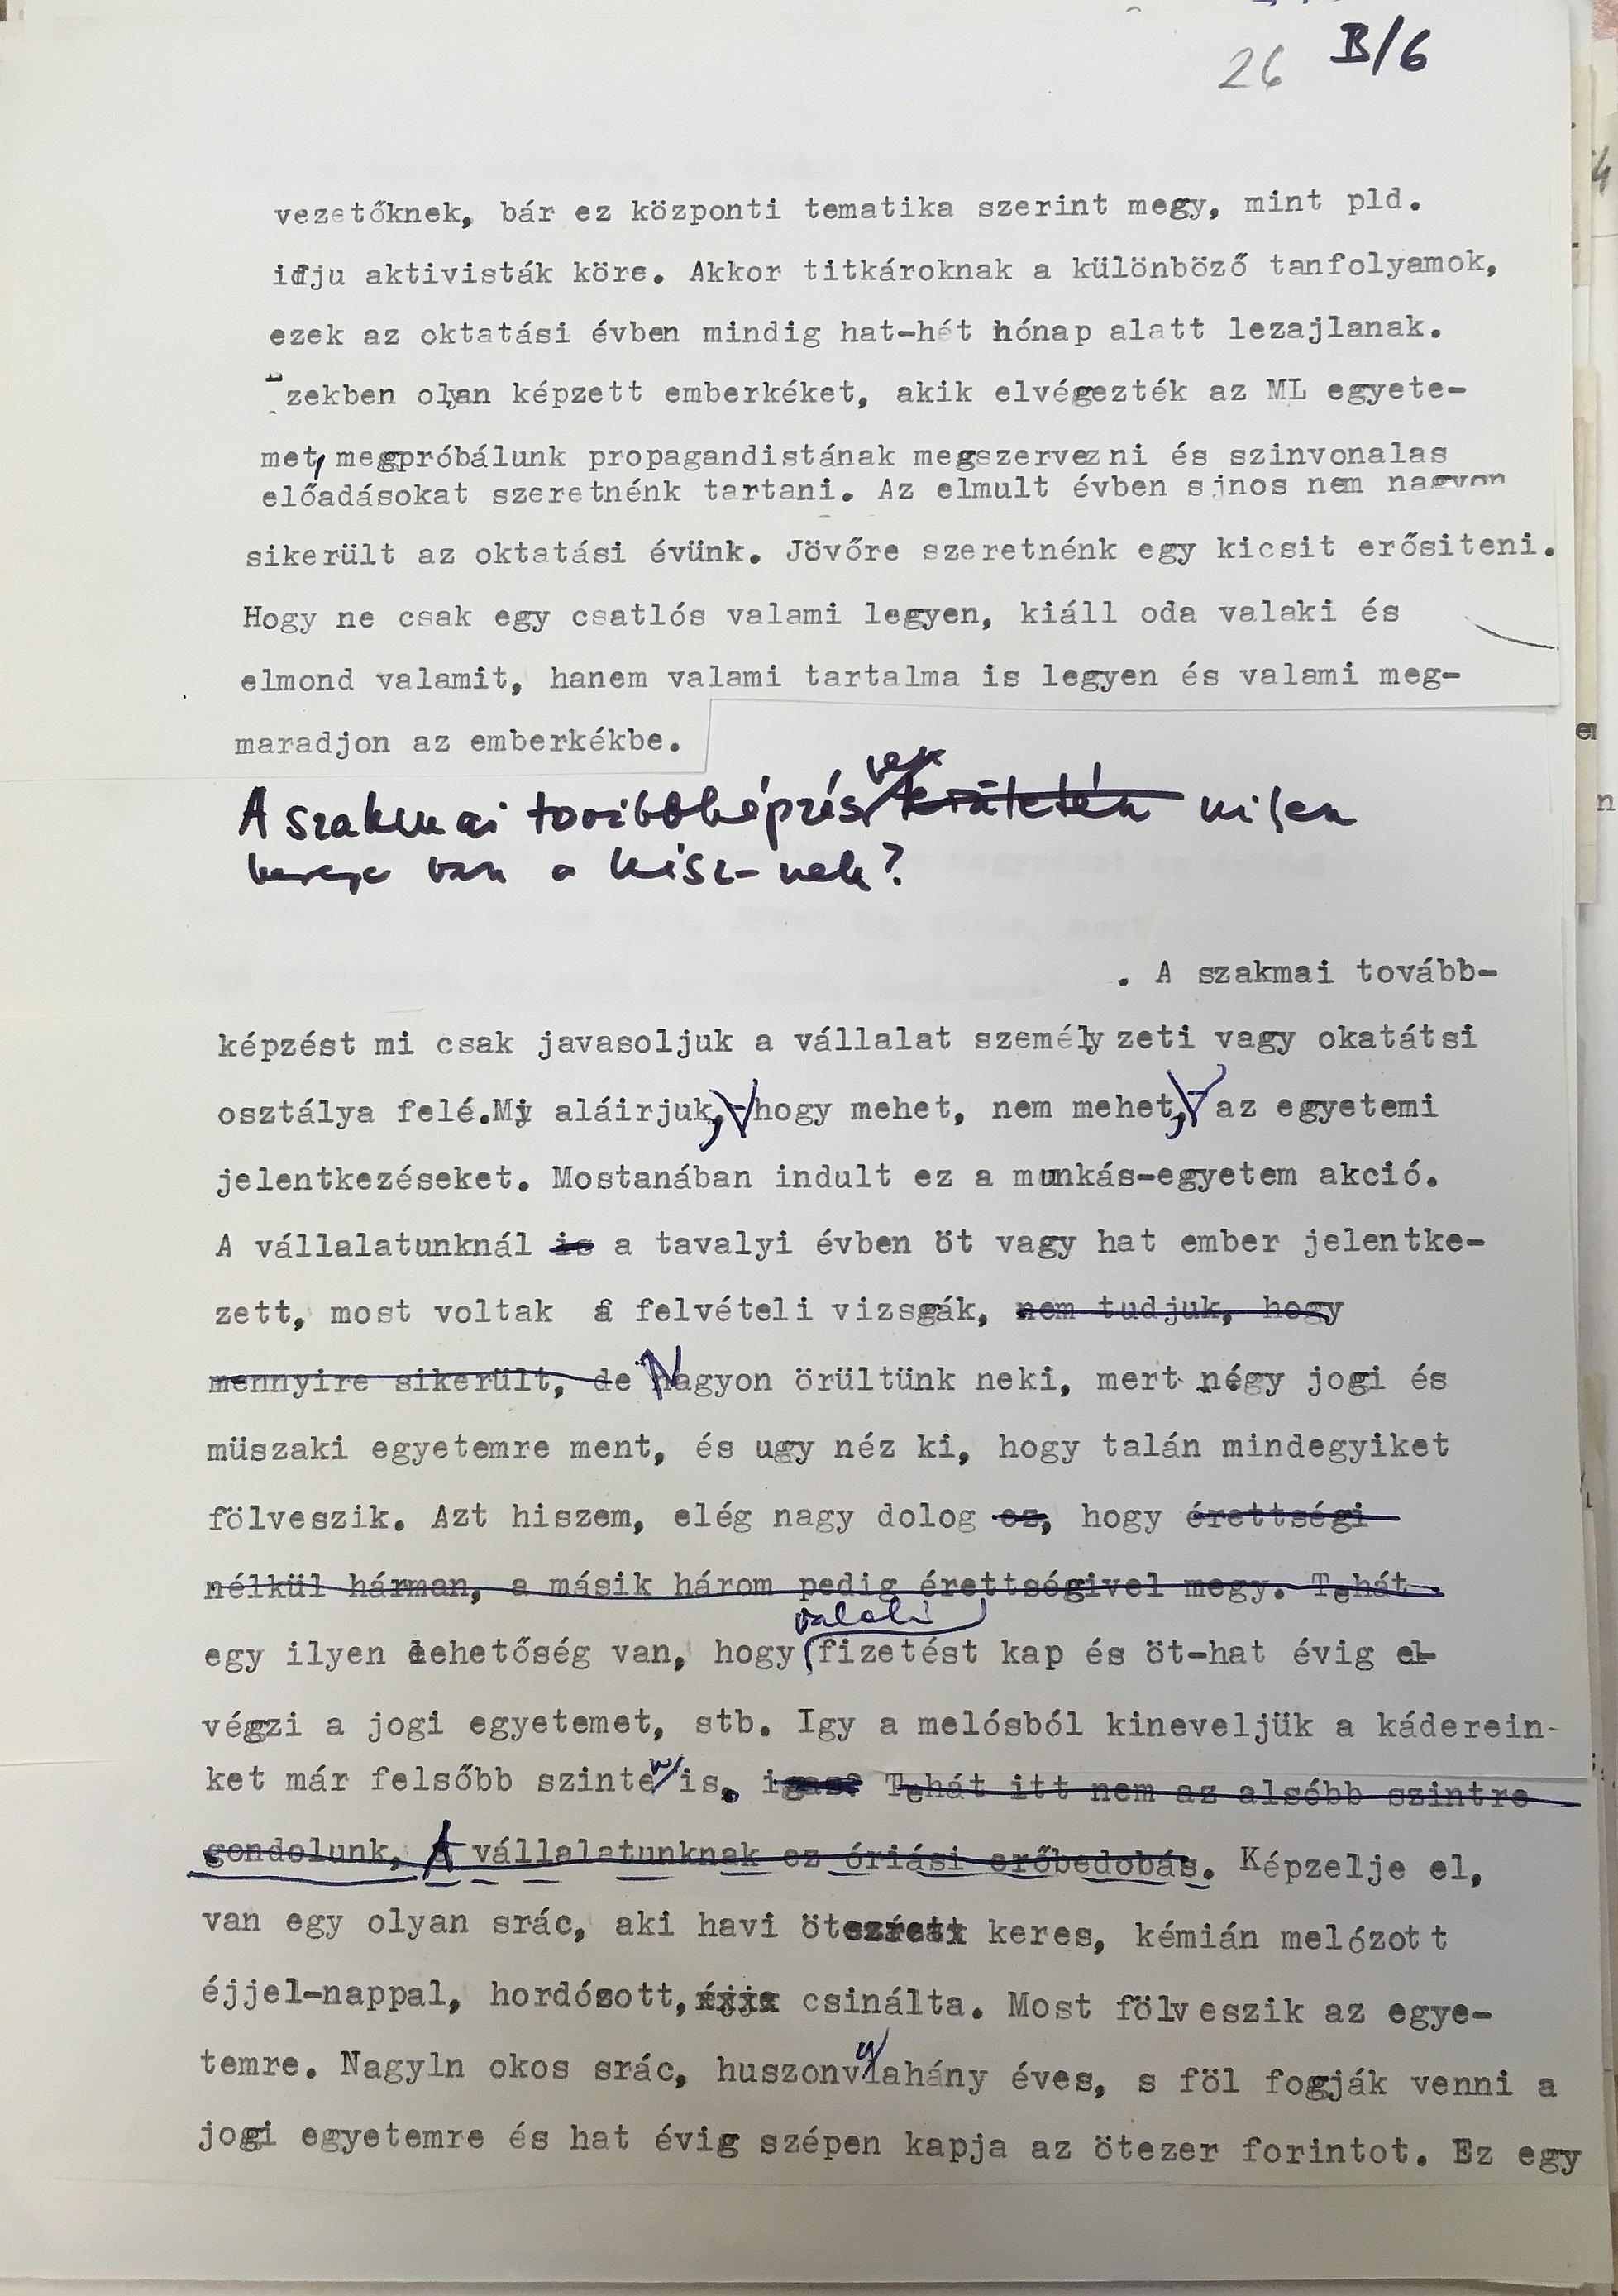 26 B/6
vezetőknek, bár ez központi tematika szerint megy, mint pld.
ifju aktivisták köre. Akkor titkároknak a különböző tanfolyamok,
ezek az oktatási évben mindig hat-hét hónap alatt lezajlanak.
zekben olyan képzett emberkéket, akik elvégezték az ML egyete-
met, megpróbálunk propagandistának megszervezni és szinvonalas
előadásokat szeretnénk tartani. Az elmult évben sjnos nem nagyon
sikerült az oktatási évünk. Jövőre szeretnénk egy kicsit erősiteni.
Hogy ne csak egy csatlós valami legyen, kiáll oda valaki és
elmond valamit, hanem valami tartalma is legyen és valami meg-
maradjon az emberkékbe.
A szakmai továbbképzésben területén milyen
van a kisz-nek?
. A szakmai tovább-
képzést mi csak javasoljuk a vállalat személyzeti vagy okatátsi
osztálya felé.Mi aláirjuk, hogy mehet, nem mehet, az egyetemi
jelentkezéseket. Mostanában indult ez a munkás-egyetem akció.
A vállalatunknál is a tavalyi évben öt vagy hat ember jelentke-
zett, most voltak a felvételi vizsgák, nem tudjuk, hogy
mennyire sikerült, de Nagyon örültünk neki, mert négy jogi és
müszaki egyetemre ment, és ugy néz ki, hogy talán mindegyiket
fölveszik. Azt hiszem, elég nagy dolog ez, hogy érettségi
nélkül hárman, a másik három pedig érettségivel megy. Tehát
valaki
egy ilyen lehetőség van, hogy fizetést kap és öt-hat évig el-
végzi a jogi egyetemet, stb. Igy a melósból kineveljük a káderein-
ket már felsőbb szinten is. igaz? Tehát itt nem az alsóbb szintre
gondolunk, A vállalatunknak ez óriási erőbedobás. Képzelje el,
van egy olyan srác, aki havi ötezret keres, kémián melózott
éjjel-nappal, hordózott, csinálta. Most fölveszik az egye-
temre. Nagyln okos srác, huszonvlahány éves, s föl fogják venni a
jogi egyetemre és hat évig szépen kapja az ötezer forintot. Ez egy